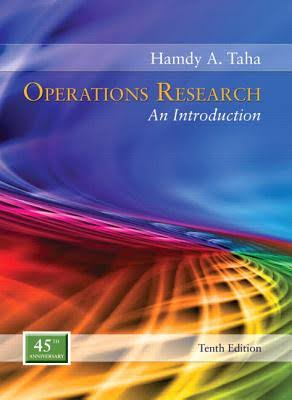 Hamdy A. Taha
OPERATIONS RESEARCH
An Introduction
45TH
ANNIVERSARY
Tenth Edition